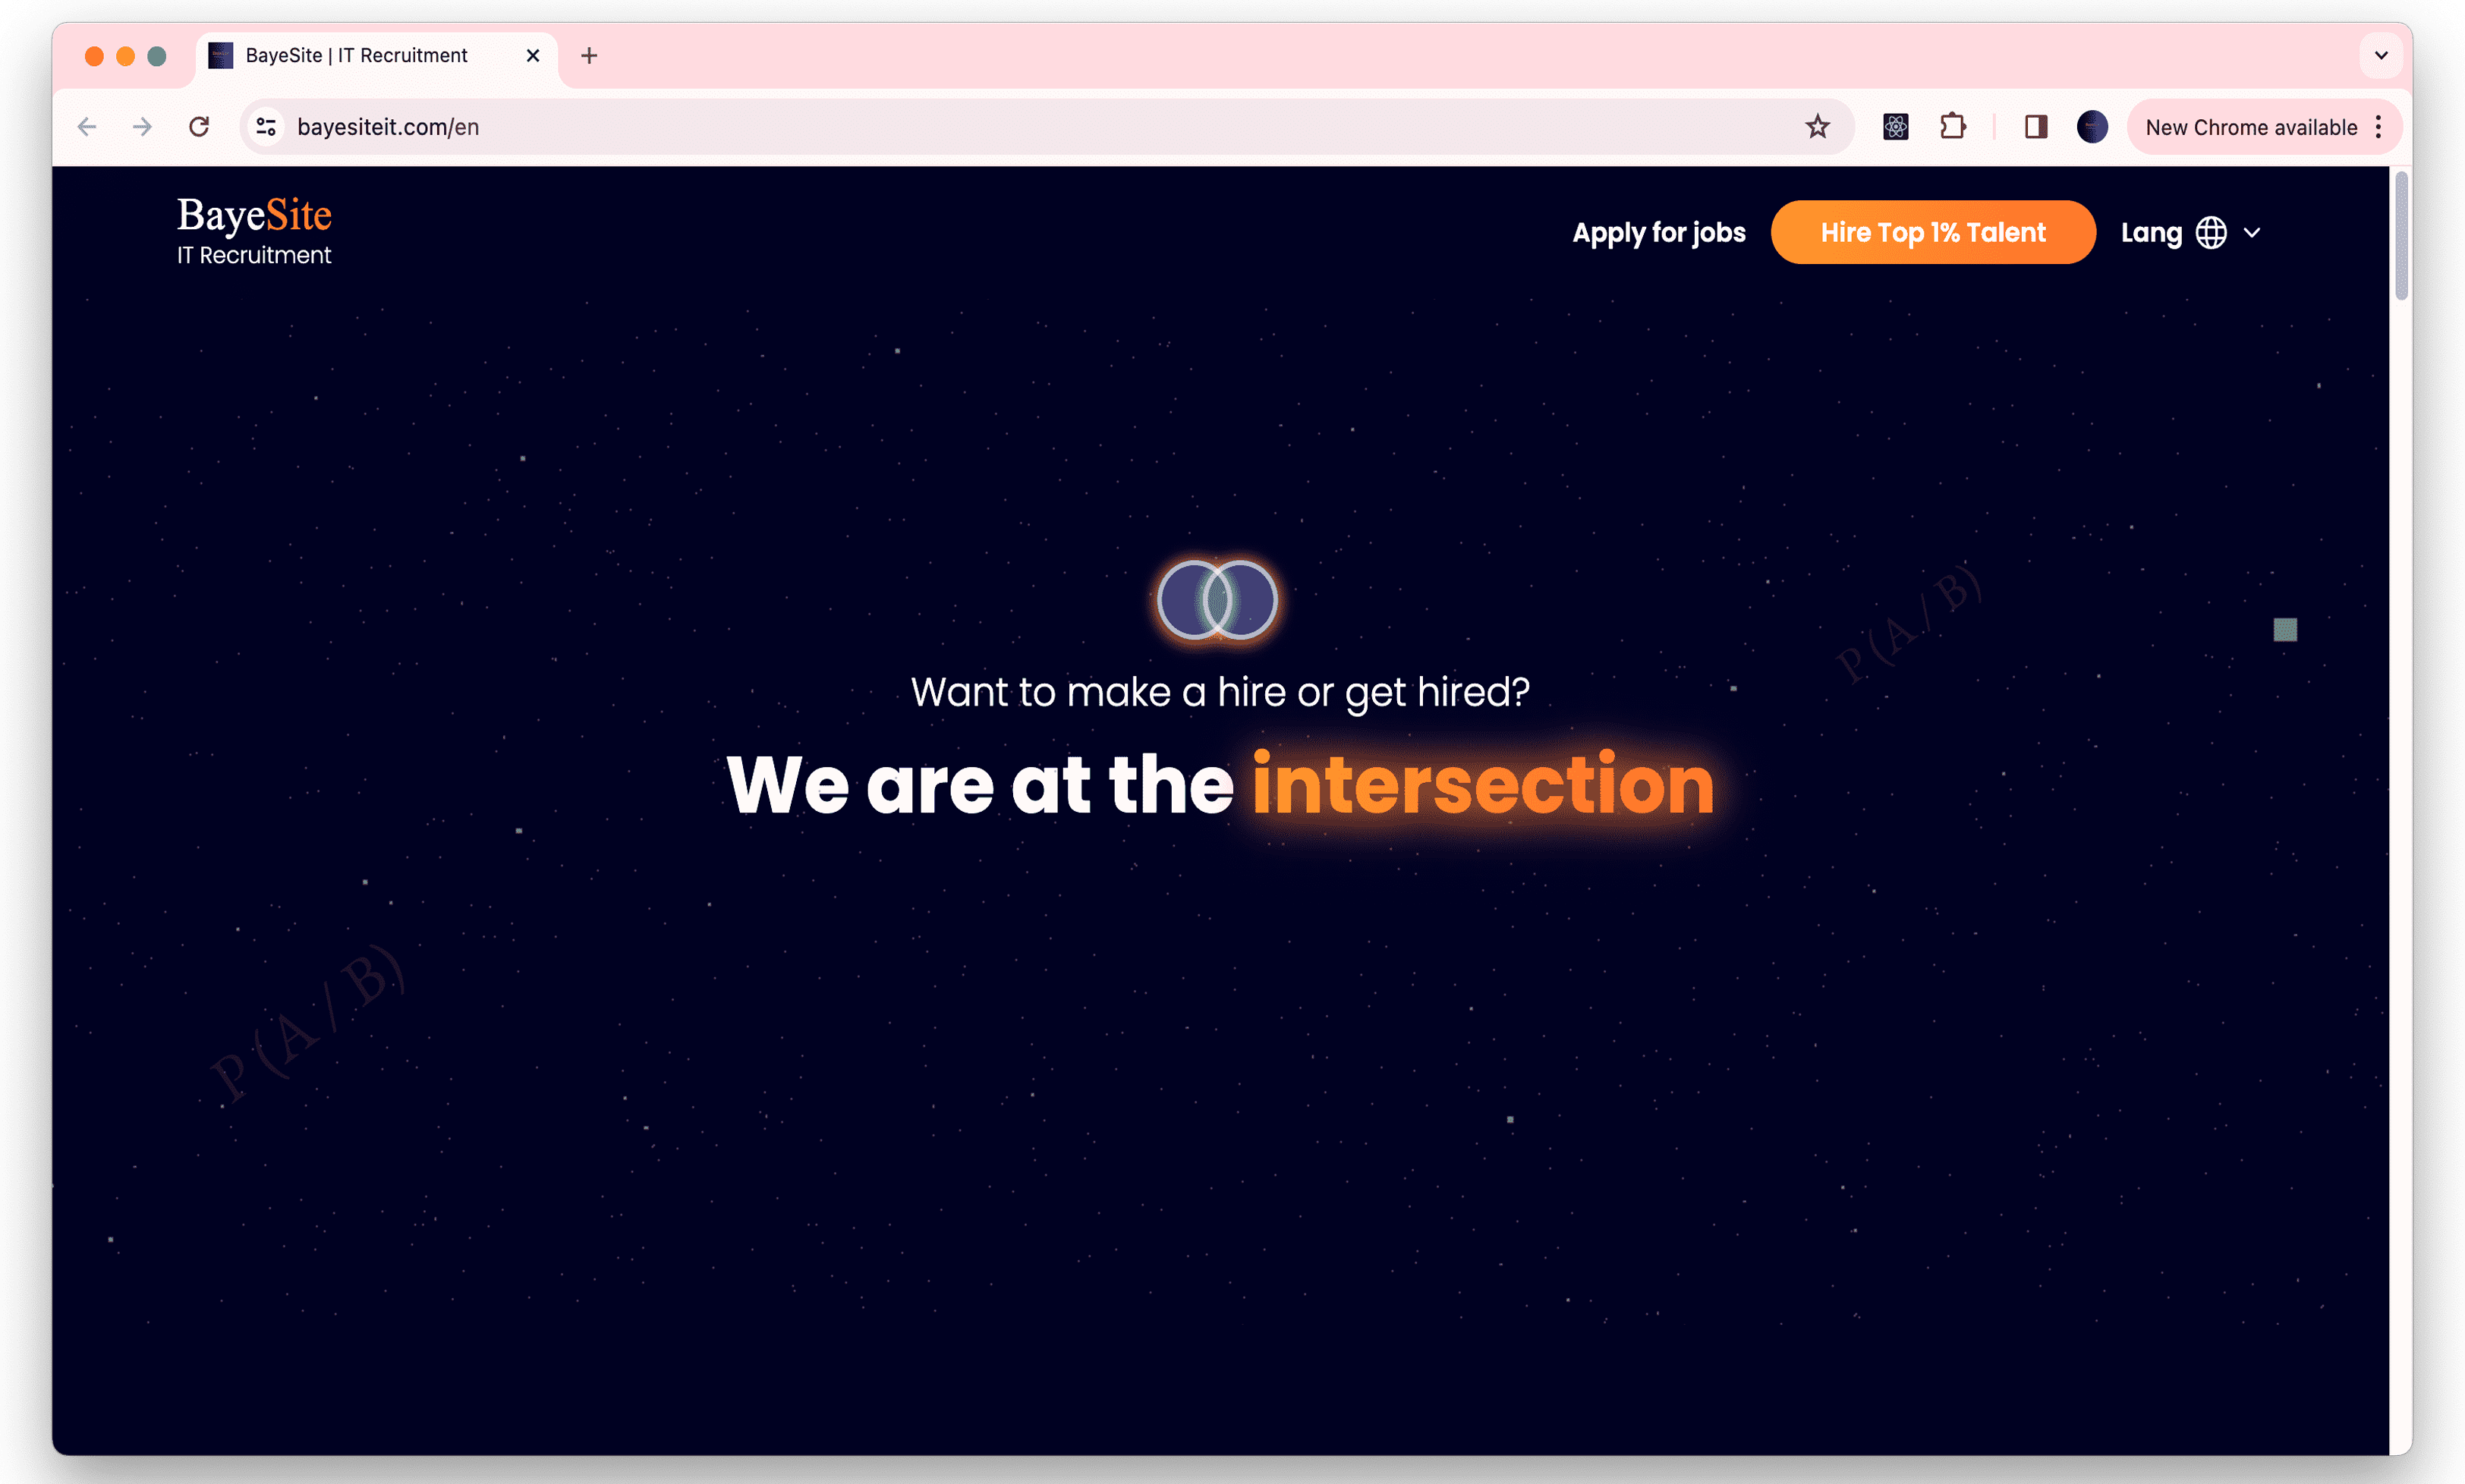 BayeSite | IT Recruitment
bayesiteit.com/en
New Chrome available
BayeSite
IT Recruitment
Apply for jobs
Hire Top 1% Talent
Lang
P (A / B)
Want to make a hire or get hired?
We are at the intersection
P (A / B)